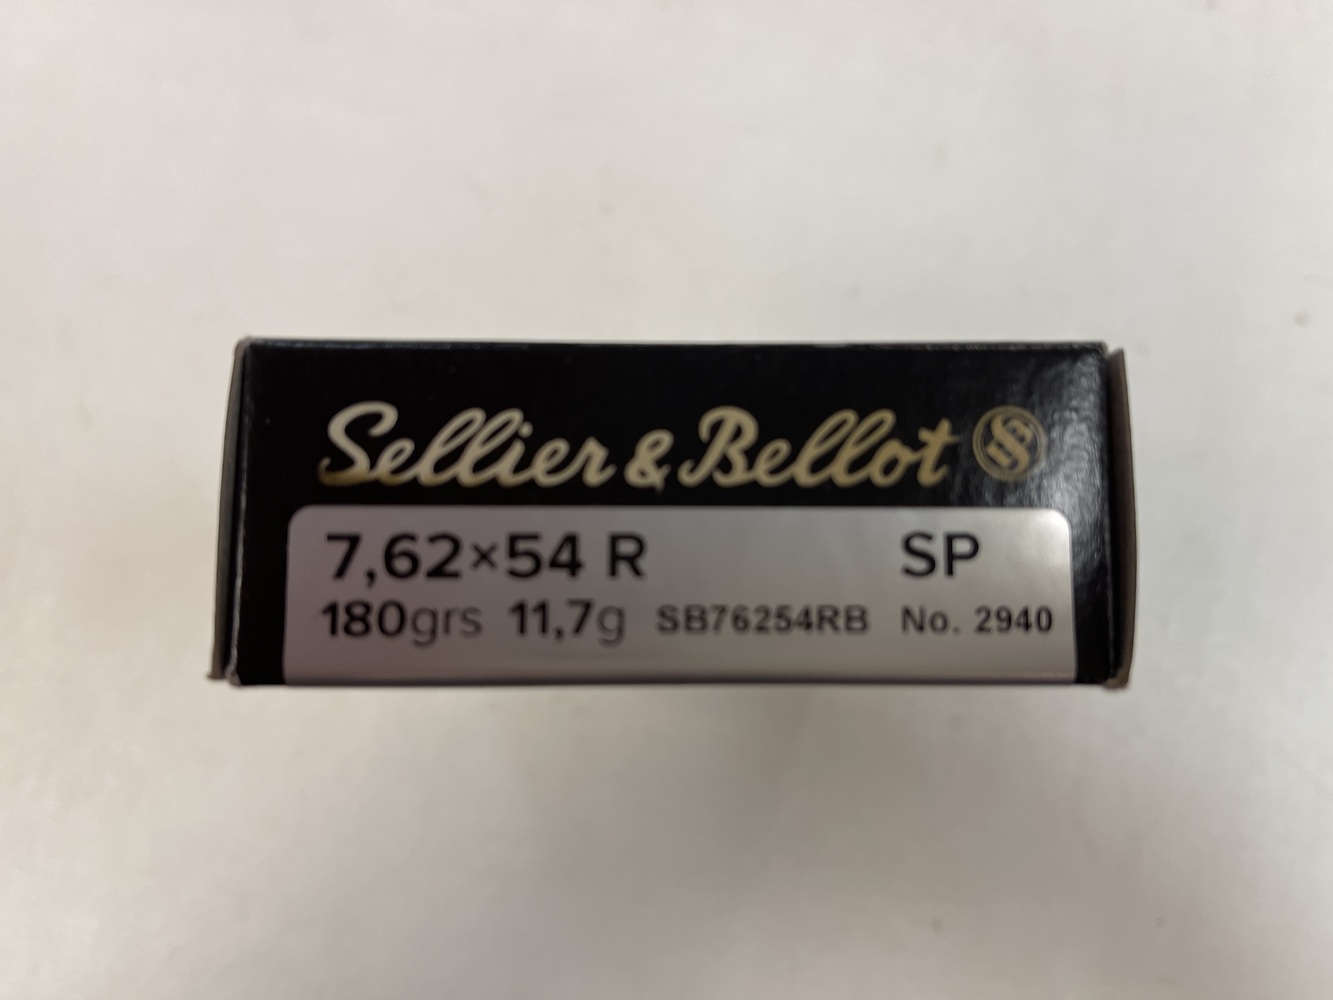 Sellier & Bellot
7,62×54 R SP
180grs 11,7g SB76254RB No. 2940